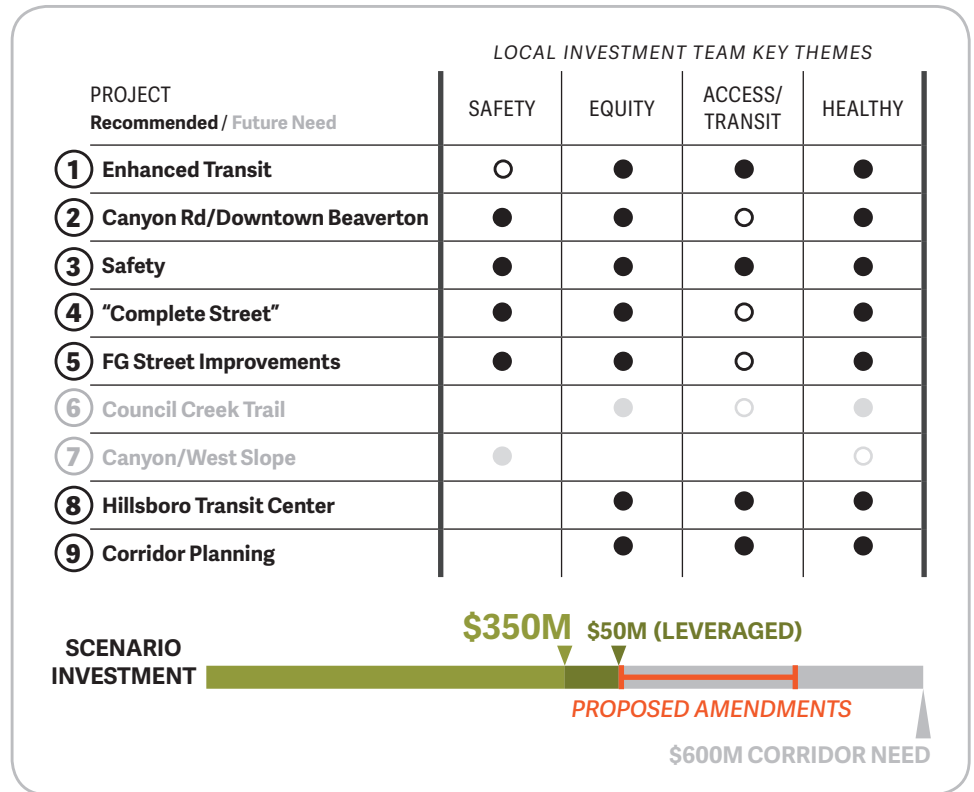 LOCAL INVESTMENT TEAM KEY THEMES
PROJECT
Recommended / Future Need
SAFETY
EQUITY
ACCESS/
TRANSIT
HEALTHY
1 Enhanced Transit
2 Canyon Rd/Downtown Beaverton
3 Safety
4 “Complete Street”
5 FG Street Improvements
6 Council Creek Trail
7 Canyon/West Slope
8 Hillsboro Transit Center
9 Corridor Planning
$350M $50M (LEVERAGED)
SCENARIO
INVESTMENT
PROPOSED AMENDMENTS
$600M CORRIDOR NEED